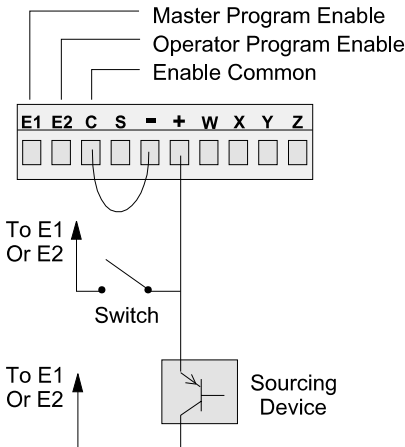 Master Program Enable
Operator Program Enable
Enable Common
E1 E2 C S - + W X Y Z
To E1
Or E2
Switch
To E1
Or E2
Sourcing
Device